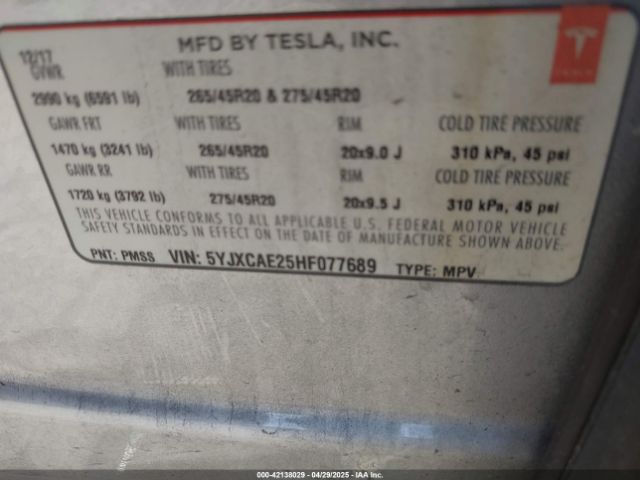 MFD BY TESLA, INC.
12/17
GVWR WITH TIRES
2990 kg (6591 lb) 265/45R20 & 275/45R20
GAWR FRT WITH TIRES RIM COLD TIRE PRESSURE
1470 kg (3241 lb) 265/45R20 20x9.0 J 310 kPa, 45 psi
GAWR RR WITH TIRES RIM COLD TIRE PRESSURE
1720 kg (3792 lb) 275/45R20 20x9.5 J 310 kPa, 45 psi
THIS VEHICLE CONFORMS TO ALL APPLICABLE U.S. FEDERAL MOTOR VEHICLE
SAFETY STANDARDS IN EFFECT ON THE DATE OF MANUFACTURE SHOWN ABOVE.
PNT: PMSS VIN: 5YJXCAE25HF077689 TYPE: MPV
TESLA
000-42138029 - 04/29/2025 - IAA Inc.